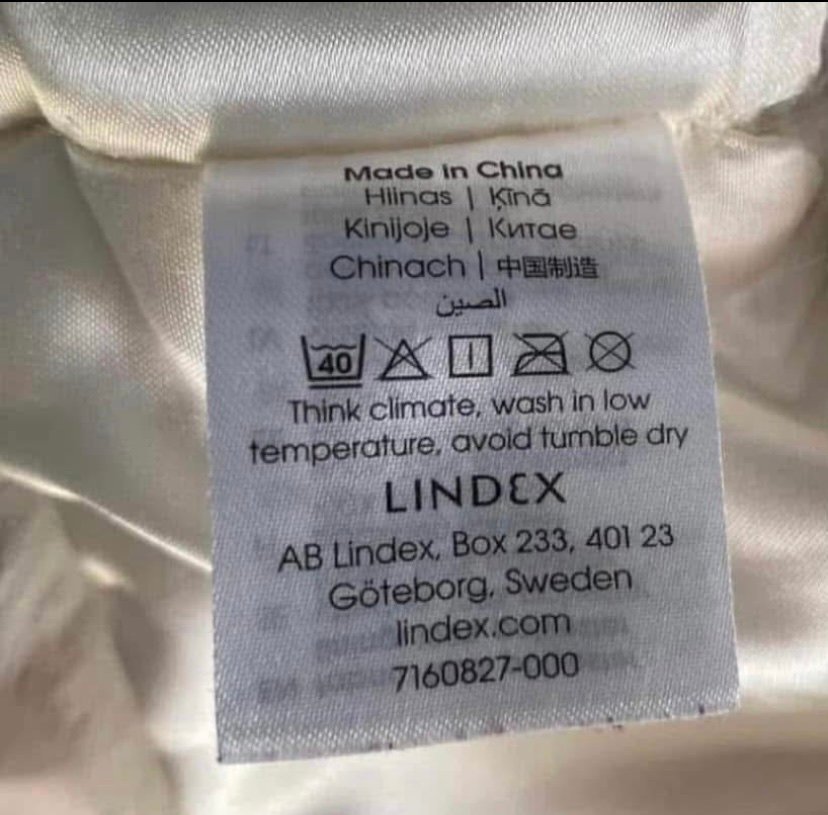 Made in China
Hiinas | Ķīnā
Kinijoje | Китае
Chinach | 中国制造
الصين
40
Think climate, wash in low
temperature, avoid tumble dry
LINDEX
AB Lindex, Box 233, 401 23
Göteborg, Sweden
lindex.com
7160827-000